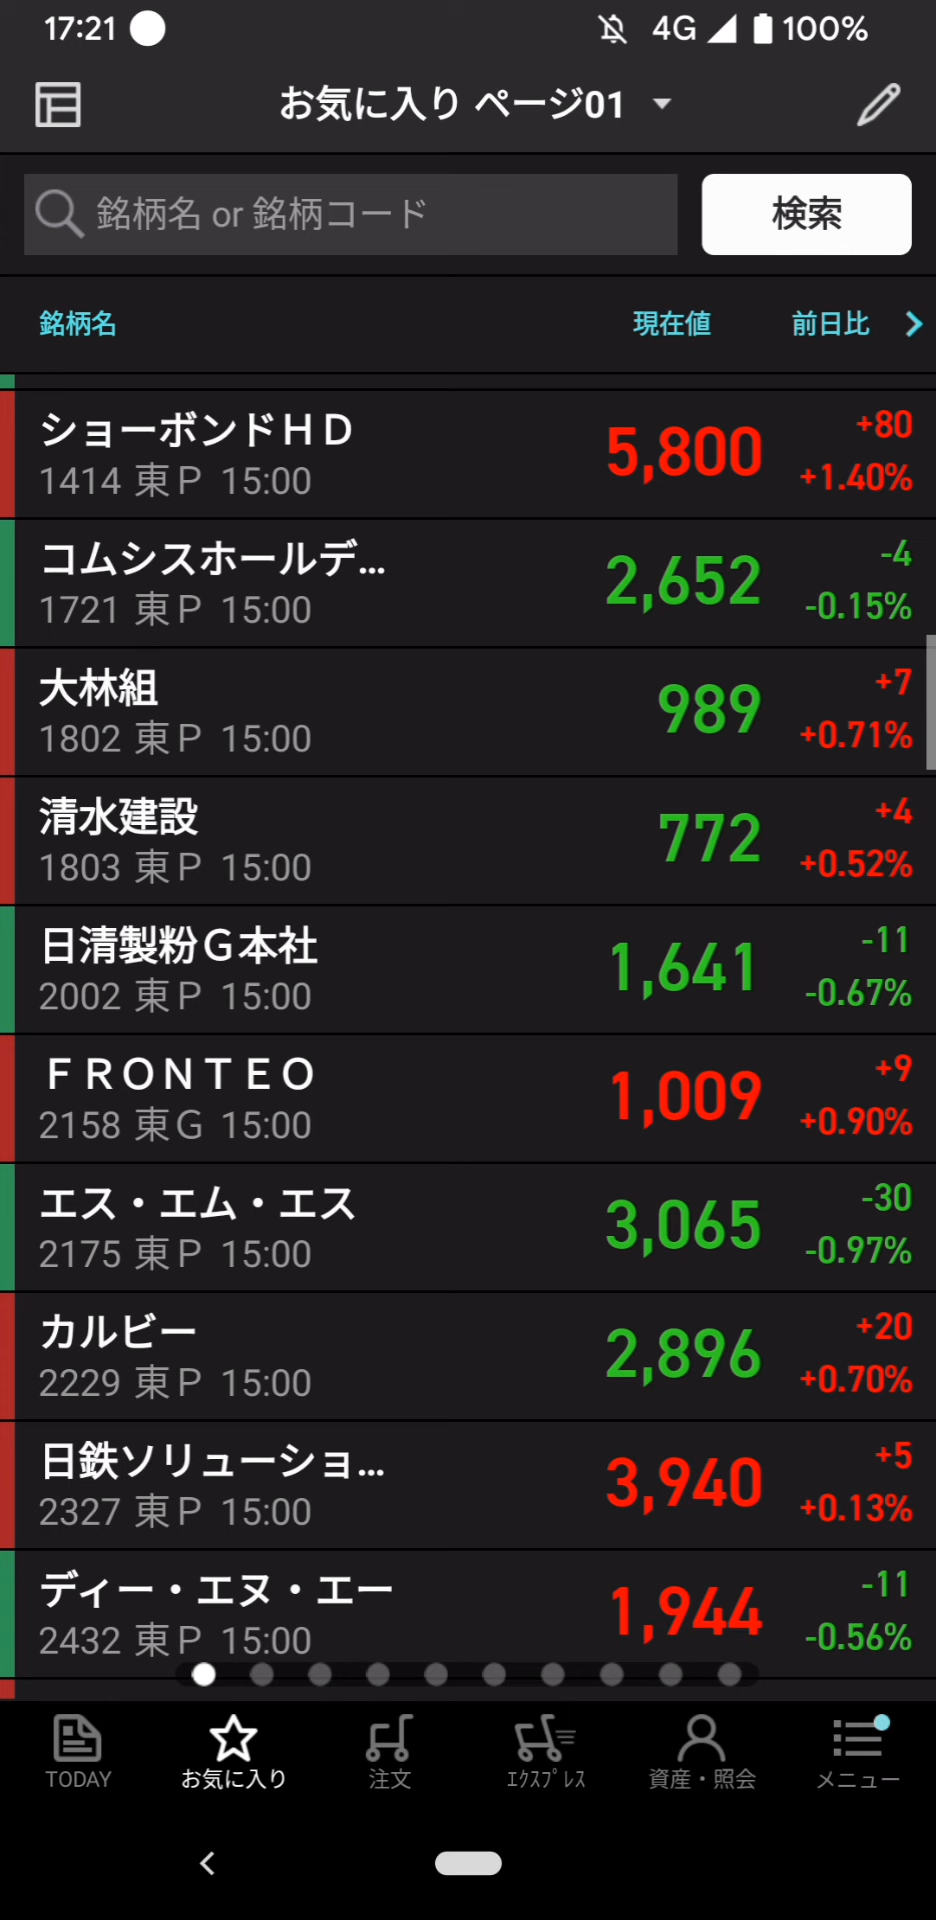 17:21 4G 100%
お気に入り ページ01
銘柄名 or 銘柄コード 検索
銘柄名 現在値 前日比
ショーボンドＨＤ 5,800 +80
1414 東Ｐ 15:00 +1.40%
コムシスホールデ… 2,652 -4
1721 東Ｐ 15:00 -0.15%
大林組 989 +7
1802 東Ｐ 15:00 +0.71%
清水建設 772 +4
1803 東Ｐ 15:00 +0.52%
日清製粉Ｇ本社 1,641 -11
2002 東Ｐ 15:00 -0.67%
ＦＲＯＮＴＥＯ 1,009 +9
2158 東Ｇ 15:00 +0.90%
エス・エム・エス 3,065 -30
2175 東Ｐ 15:00 -0.97%
カルビー 2,896 +20
2229 東Ｐ 15:00 +0.70%
日鉄ソリューショ… 3,940 +5
2327 東Ｐ 15:00 +0.13%
ディー・エヌ・エー 1,944 -11
2432 東Ｐ 15:00 -0.56%
TODAY お気に入り 注文 ｴｸｽﾌﾟﾚｽ 資産・照会 メニュー